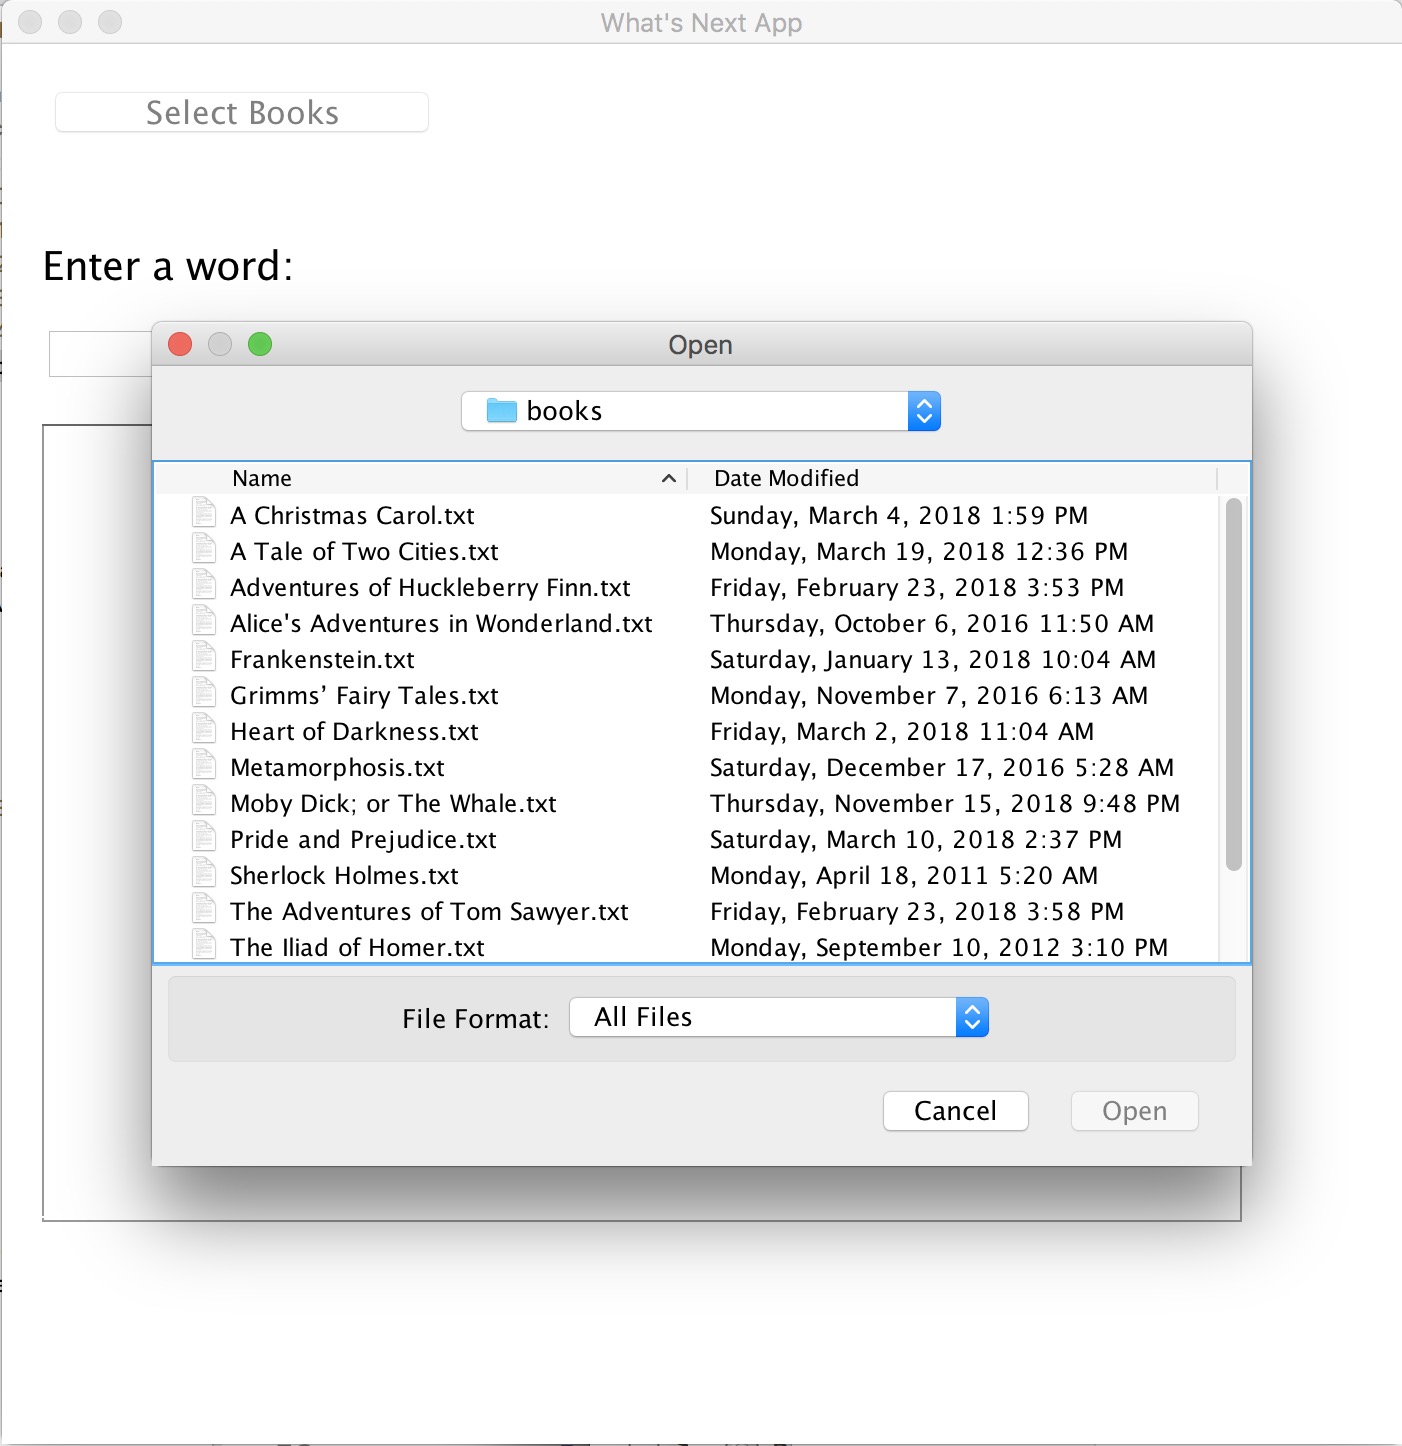 What's Next App
Select Books
Enter a word:
Open
books
Name Date Modified
A Christmas Carol.txt Sunday, March 4, 2018 1:59 PM
A Tale of Two Cities.txt Monday, March 19, 2018 12:36 PM
Adventures of Huckleberry Finn.txt Friday, February 23, 2018 3:53 PM
Alice's Adventures in Wonderland.txt Thursday, October 6, 2016 11:50 AM
Frankenstein.txt Saturday, January 13, 2018 10:04 AM
Grimms’ Fairy Tales.txt Monday, November 7, 2016 6:13 AM
Heart of Darkness.txt Friday, March 2, 2018 11:04 AM
Metamorphosis.txt Saturday, December 17, 2016 5:28 AM
Moby Dick; or The Whale.txt Thursday, November 15, 2018 9:48 PM
Pride and Prejudice.txt Saturday, March 10, 2018 2:37 PM
Sherlock Holmes.txt Monday, April 18, 2011 5:20 AM
The Adventures of Tom Sawyer.txt Friday, February 23, 2018 3:58 PM
The Iliad of Homer.txt Monday, September 10, 2012 3:10 PM
File Format: All Files
Cancel Open